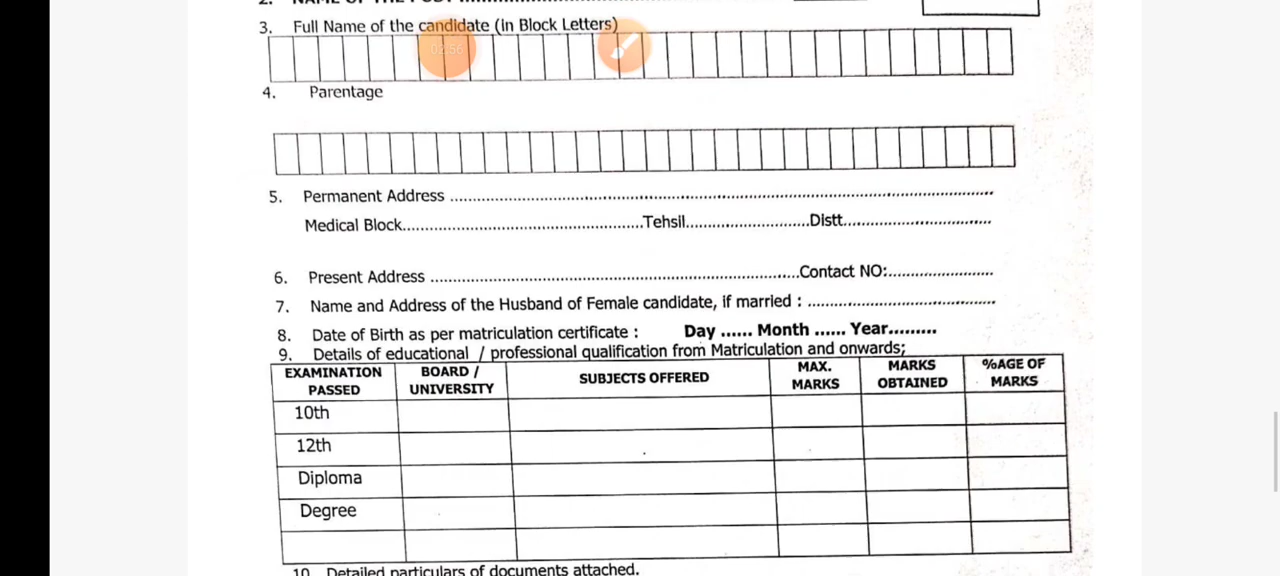 2. NAME OF THE POST ........................
3. Full Name of the candidate (in Block Letters)
02:56
4. Parentage
5. Permanent Address ........................
Medical Block........................Tehsil........................Distt........................
6. Present Address ........................Contact NO:........................
7. Name and Address of the Husband of Female candidate, if married : ........................
8. Date of Birth as per matriculation certificate : Day ...... Month ...... Year.........
9. Details of educational / professional qualification from Matriculation and onwards;
EXAMINATION PASSED BOARD / UNIVERSITY SUBJECTS OFFERED MAX. MARKS MARKS OBTAINED %AGE OF MARKS
10th
12th
Diploma
Degree
10 Detailed particulars of documents attached.